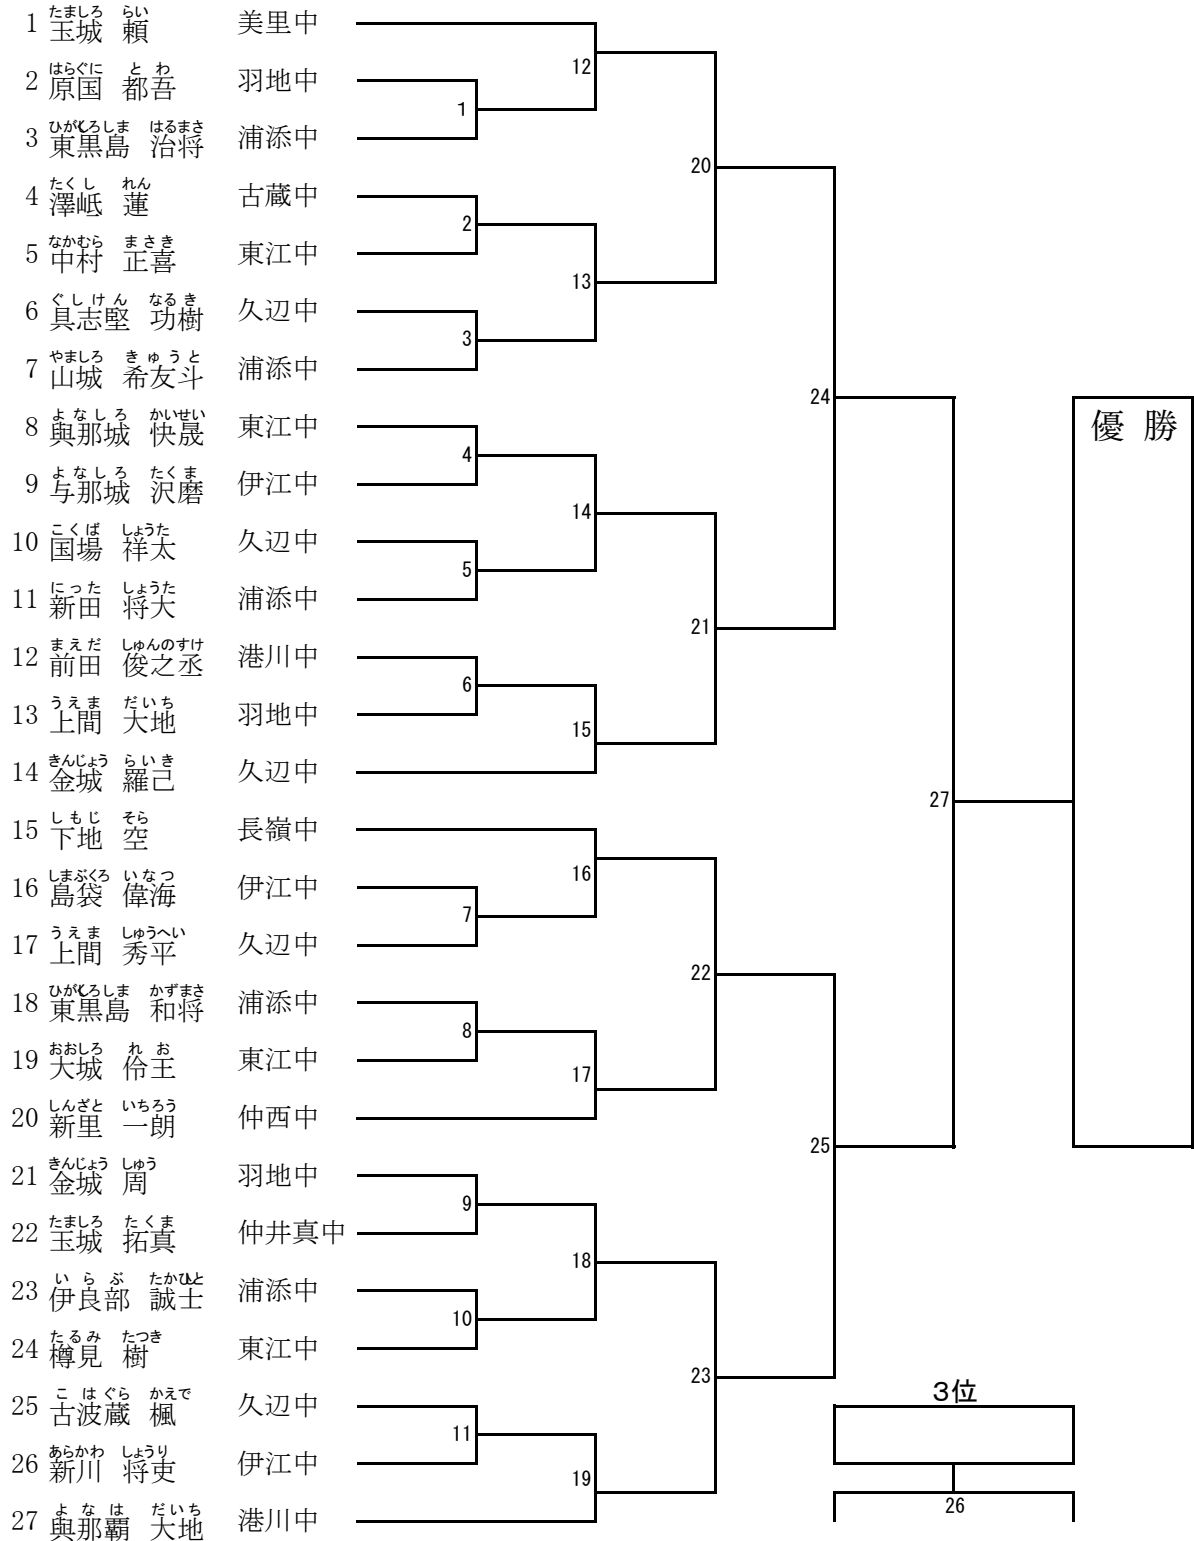 たましろ らい
1 玉城 頼 美里中
12
はらぐに とわ
2 原国 都吾 羽地中
1
ひがしくろしま はるまさ
3 東黒島 治将 浦添中
20
たくし れん
4 澤岻 蓮 古蔵中
2
なかむら まさき
5 中村 正喜 東江中
13
ぐしけん なるき
6 具志堅 功樹 久辺中
3
やましろ きゅうと
7 山城 希友斗 浦添中
24
よなしろ かいせい
8 與那城 快晟 東江中
優 勝
4
よなしろ たくま
9 与那城 沢磨 伊江中
14
こくば しょうた
10 国場 祥太 久辺中
5
にった しょうた
11 新田 将大 浦添中
21
まえだ しゅんのすけ
12 前田 俊之丞 港川中
6
うえま だいち
13 上間 大地 羽地中
15
きんじょう らいき
14 金城 羅己 久辺中
27
しもじ そら
15 下地 空 長嶺中
16
しまぶくろ いなつ
16 島袋 偉海 伊江中
7
うえま しゅうへい
17 上間 秀平 久辺中
22
ひがしくろしま かずまさ
18 東黒島 和将 浦添中
8
おおしろ れお
19 大城 伶王 東江中
17
しんざと いちろう
20 新里 一朗 仲西中
25
きんじょう しゅう
21 金城 周 羽地中
9
たましろ たくま
22 玉城 拓真 仲井真中
18
いらぶ たかひと
23 伊良部 誠士 浦添中
10
たるみ たつき
24 樽見 樹 東江中
23
3位
こはぐら かえで
25 古波蔵 楓 久辺中
11
あらかわ しょうり
26 新川 将吏 伊江中
19
26
よなは だいち
27 與那覇 大地 港川中